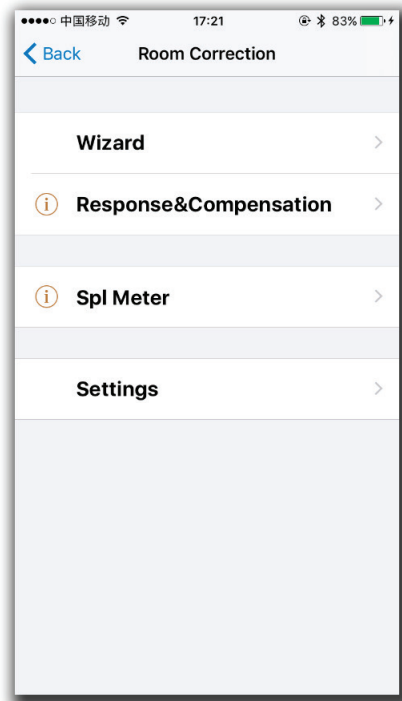 中国移动 17:21 83%
Back Room Correction
Wizard
Response&Compensation
Spl Meter
Settings